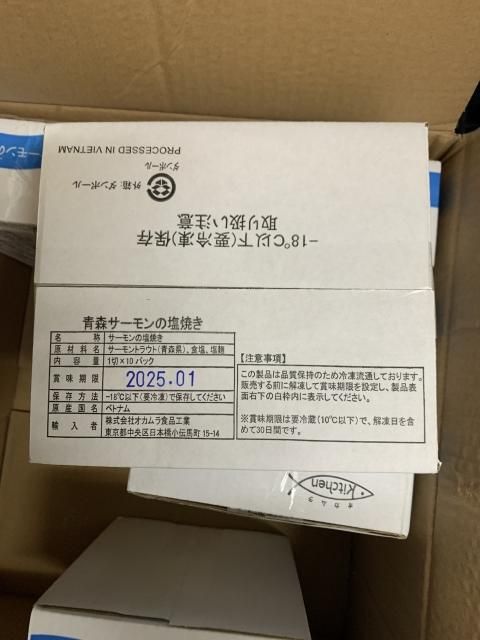 PROCESSED IN VIETNAM
ダンボール
外箱:ダンボール
取り扱い注意
-18℃以下(要冷凍)保存
青森サーモンの塩焼き
名称 サーモンの塩焼き
原材料名 サーモントラウト(青森県)、食塩、塩麹
内容量 1切×10パック
賞味期限 2025.01
保存方法 -18℃以下(要冷凍)で保存してください
原産国名 ベトナム
輸入者 株式会社オカムラ食品工業
東京都中央区日本橋小伝馬町15-14
【注意事項】
この製品は品質保持のため冷凍流通しております。
販売する前に解凍して賞味期限を設定し、製品表
面右下の白枠内に表示してください。
※賞味期限は要冷蔵(10℃以下)で、解凍日を含
めて30日間です。
オカムラ
Kitchen
ーモンの